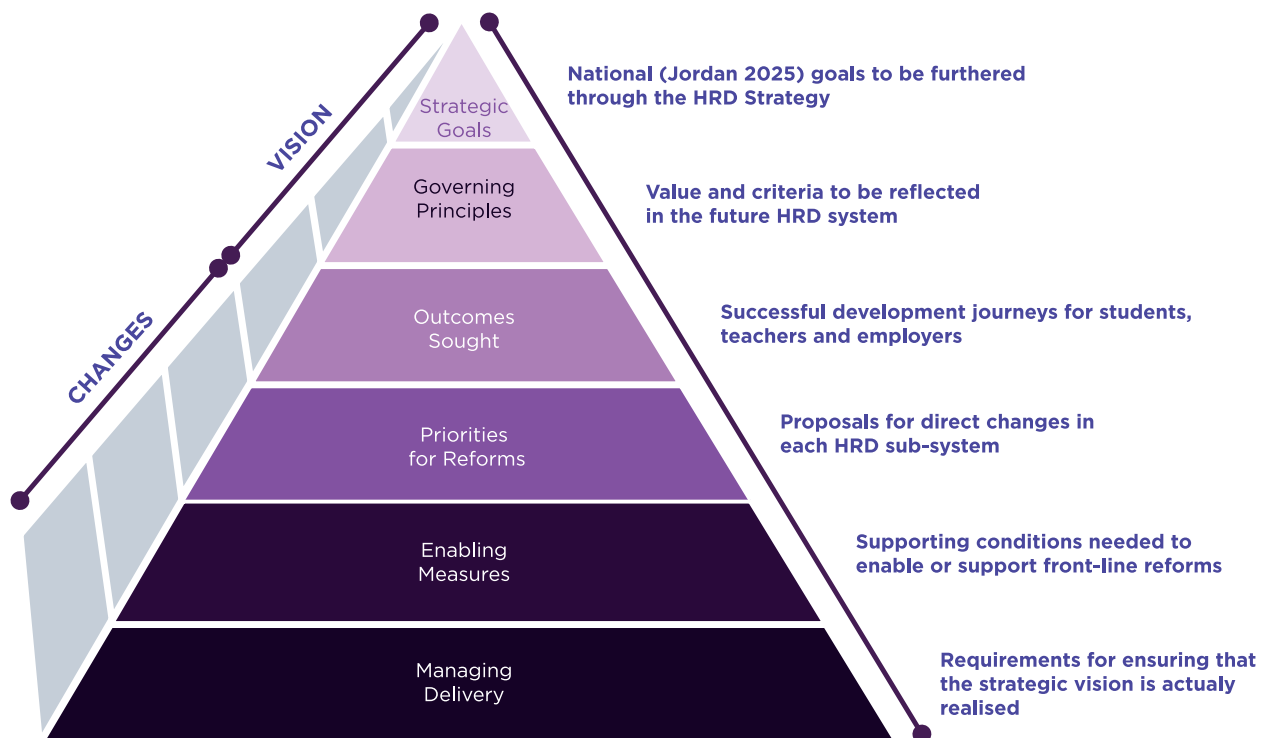 VISION
CHANGES
Strategic
Goals
National (Jordan 2025) goals to be furthered
through the HRD Strategy
Governing
Principles
Value and criteria to be reflected
in the future HRD system
Outcomes
Sought
Successful development journeys for students,
teachers and employers
Priorities
for Reforms
Proposals for direct changes in
each HRD sub-system
Enabling
Measures
Supporting conditions needed to
enable or support front-line reforms
Managing
Delivery
Requirements for ensuring that
the strategic vision is actualy
realised